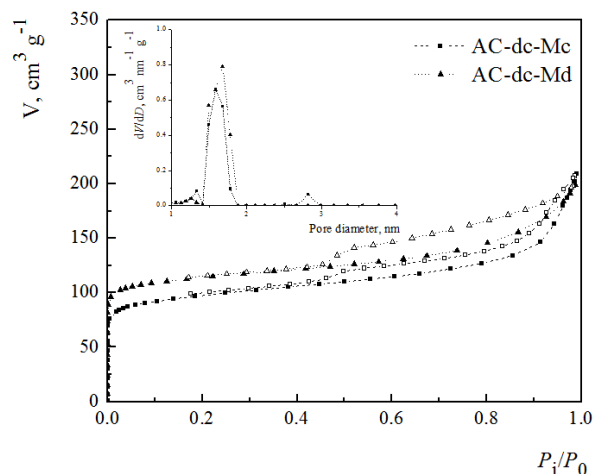 350
300
250
200
150
100
50
0
V, cm³ g⁻¹
0.0 0.2 0.4 0.6 0.8 1.0
Pᵢ/P₀
AC-dc-Mc
AC-dc-Md
1.0
0.8
0.6
0.4
0.2
0.0
dV/dD, cm³ nm⁻¹ g⁻¹
1 2 3 4
Pore diameter, nm